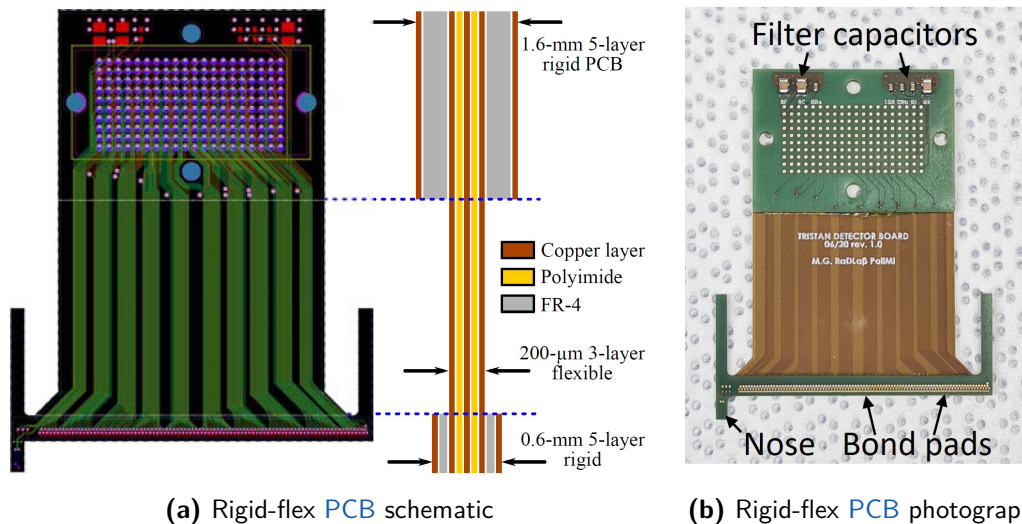 1.6-mm 5-layer
rigid PCB
Copper layer
Polyimide
FR-4
200-μm 3-layer
flexible
0.6-mm 5-layer
rigid
(a) Rigid-flex PCB schematic
Filter capacitors
TRISTAN DETECTOR BOARD
06/20 rev. 1.0
M.G. RaDLaβ PoliMi
Nose
Bond pads
(b) Rigid-flex PCB photograp